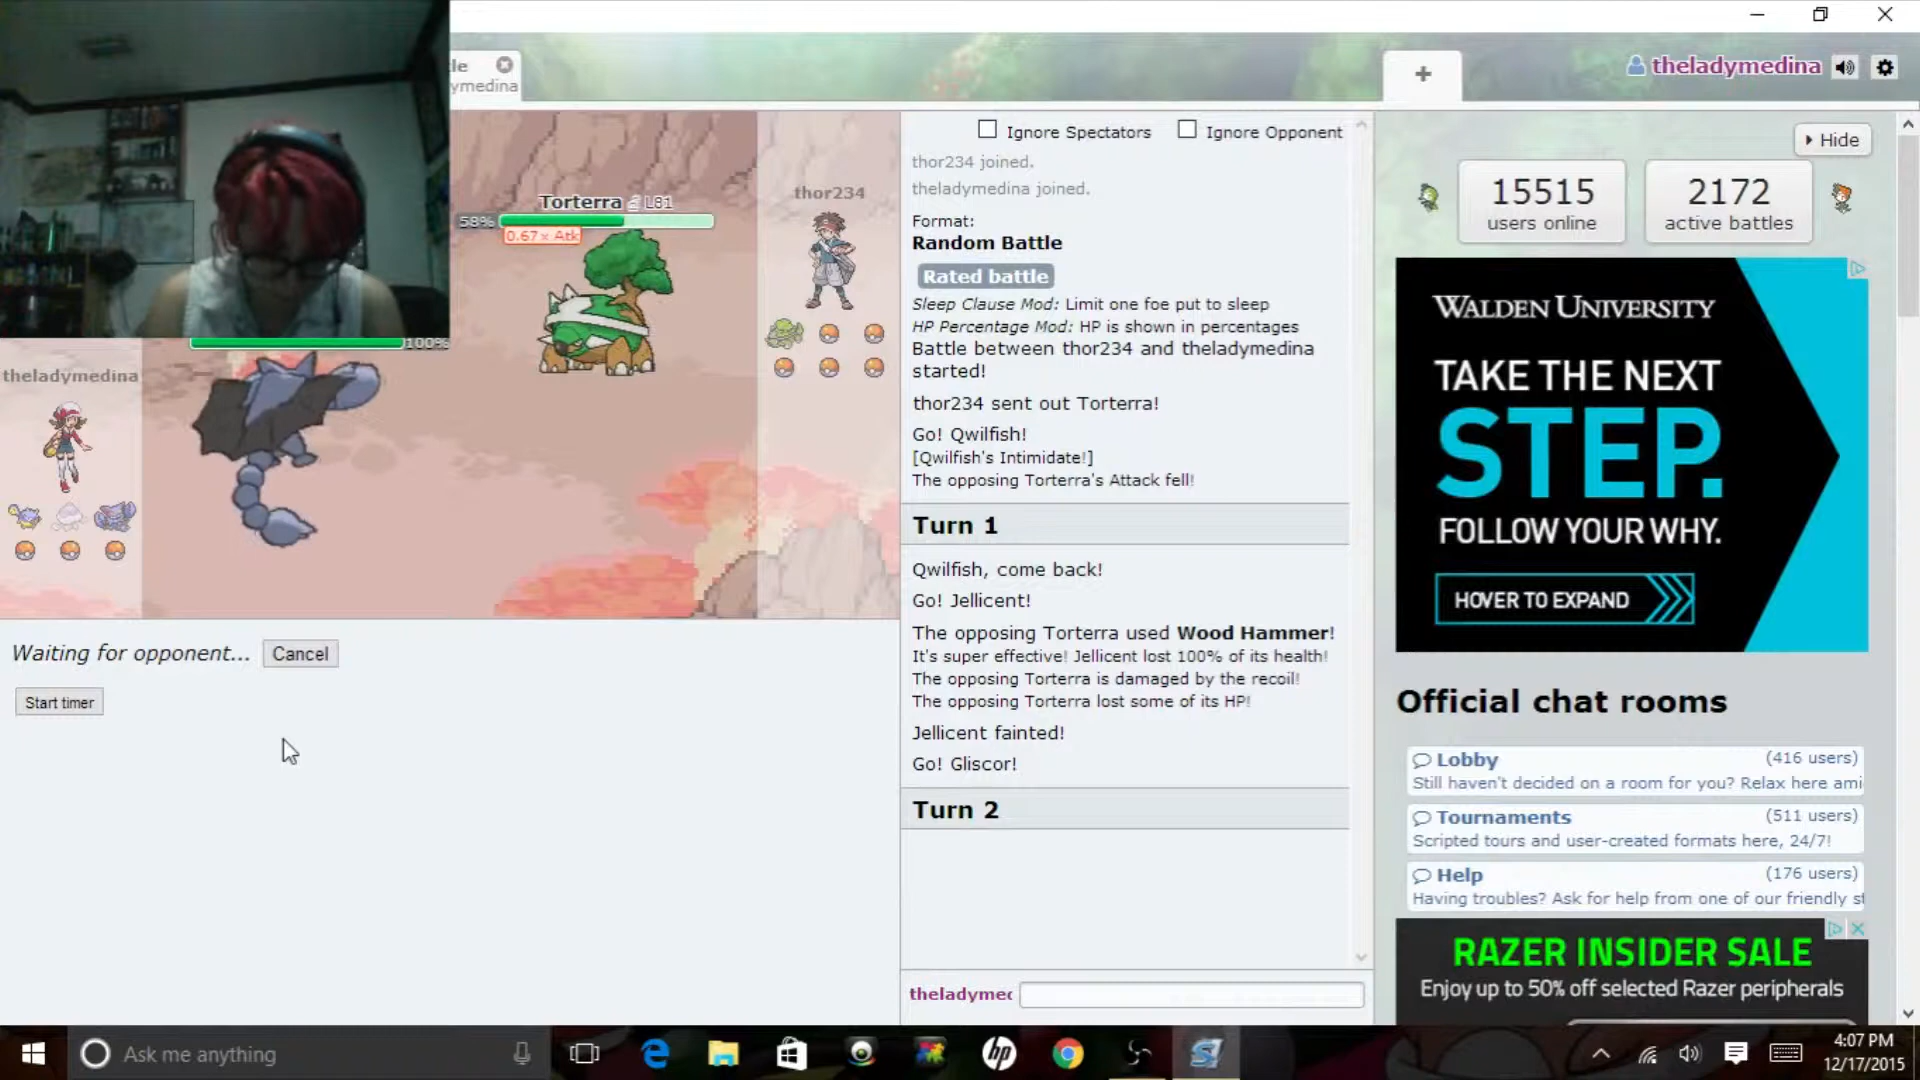 le
ymedina
+
theladymedina
Hide
15515
users online
2172
active battles
Torterra L81
58%
0.67× Atk
thor234
100%
theladymedina
Waiting for opponent...
Cancel
Start timer
Ignore Spectators
Ignore Opponent
thor234 joined.
theladymedina joined.
Format:
Random Battle
Rated battle
Sleep Clause Mod: Limit one foe put to sleep
HP Percentage Mod: HP is shown in percentages
Battle between thor234 and theladymedina
started!
thor234 sent out Torterra!
Go! Qwilfish!
[Qwilfish's Intimidate!]
The opposing Torterra's Attack fell!
Turn 1
Qwilfish, come back!
Go! Jellicent!
The opposing Torterra used Wood Hammer!
It's super effective! Jellicent lost 100% of its health!
The opposing Torterra is damaged by the recoil!
The opposing Torterra lost some of its HP!
Jellicent fainted!
Go! Gliscor!
Turn 2
theladymed
WALDEN UNIVERSITY
TAKE THE NEXT
STEP.
FOLLOW YOUR WHY.
HOVER TO EXPAND
Official chat rooms
Lobby
(416 users)
Still haven't decided on a room for you? Relax here ami
Tournaments
(511 users)
Scripted tours and user-created formats here, 24/7!
Help
(176 users)
Having troubles? Ask for help from one of our friendly st
RAZER INSIDER SALE
Enjoy up to 50% off selected Razer peripherals
Ask me anything
hp
4:07 PM
12/17/2015